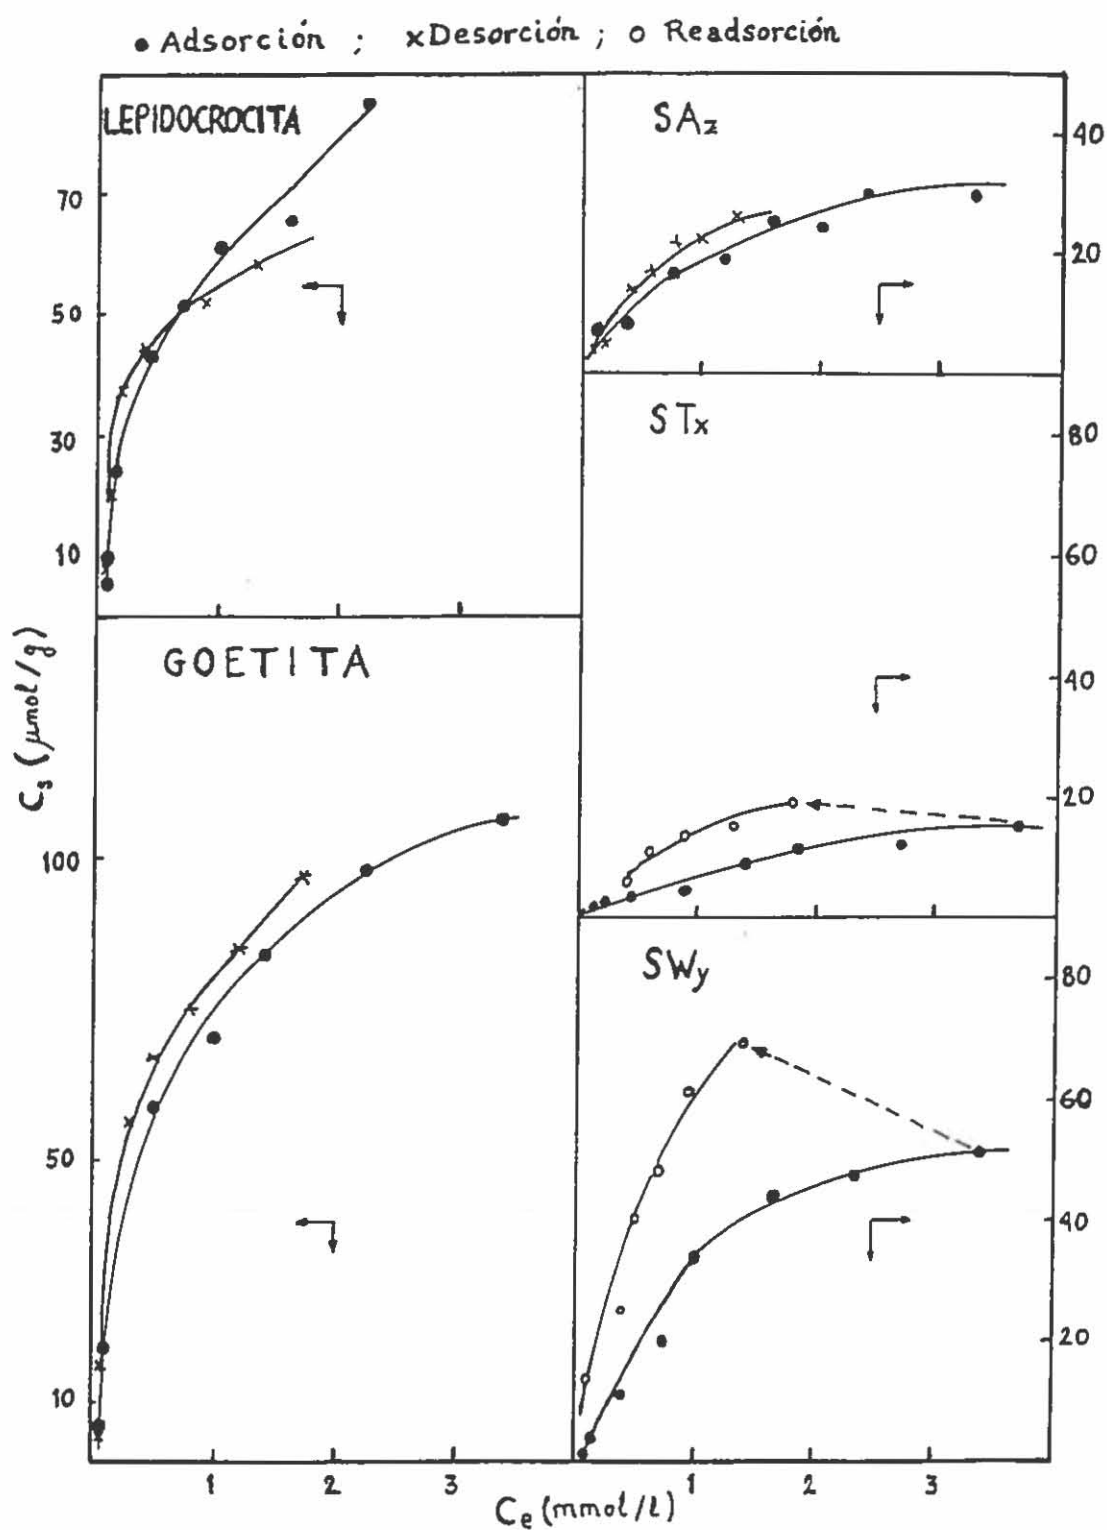 ● Adsorción ; × Desorción ; o Readsorción
LEPIDOCROCITA
70
50
30
10
SAz
40
20
STx
80
60
40
20
GOETITA
100
50
10
SWy
80
60
40
20
Cs (μmol/g)
1 2 3
1 2 3
Ce (mmol/l)